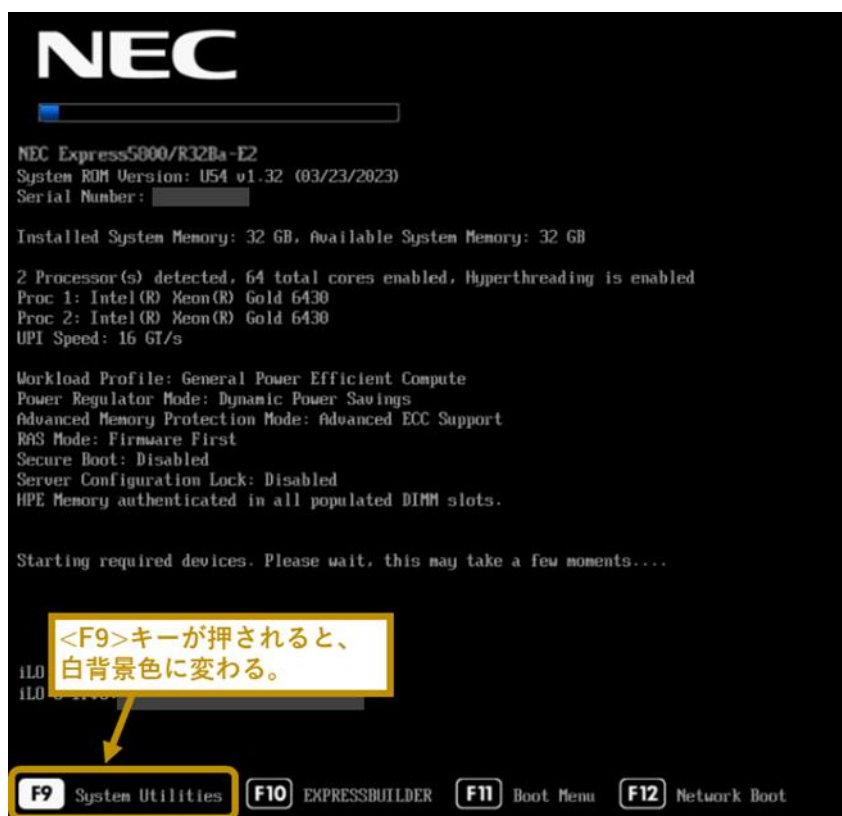 NEC
NEC Express5800/R32Ba-E2
System ROM Version: U54 v1.32 (03/23/2023)
Serial Number:
Installed System Memory: 32 GB, Available System Memory: 32 GB
2 Processor(s) detected, 64 total cores enabled, Hyperthreading is enabled
Proc 1: Intel(R) Xeon(R) Gold 6430
Proc 2: Intel(R) Xeon(R) Gold 6430
UPI Speed: 16 GT/s
Workload Profile: General Power Efficient Compute
Power Regulator Mode: Dynamic Power Savings
Advanced Memory Protection Mode: Advanced ECC Support
RAS Mode: Firmware First
Secure Boot: Disabled
Server Configuration Lock: Disabled
HPE Memory authenticated in all populated DIMM slots.
Starting required devices. Please wait, this may take a few moments....
<F9>キーが押されると、
白背景色に変わる。
iLO
iLO
F9 System Utilities F10 EXPRESSBUILDER F11 Boot Menu F12 Network Boot